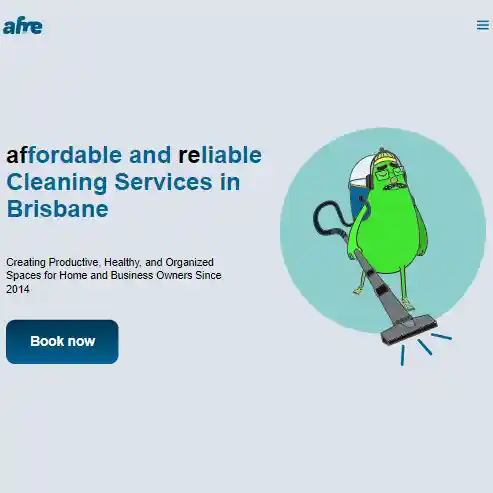 afre
affordable and reliable
Cleaning Services in
Brisbane
Creating Productive, Healthy, and Organized
Spaces for Home and Business Owners Since
2014
Book now